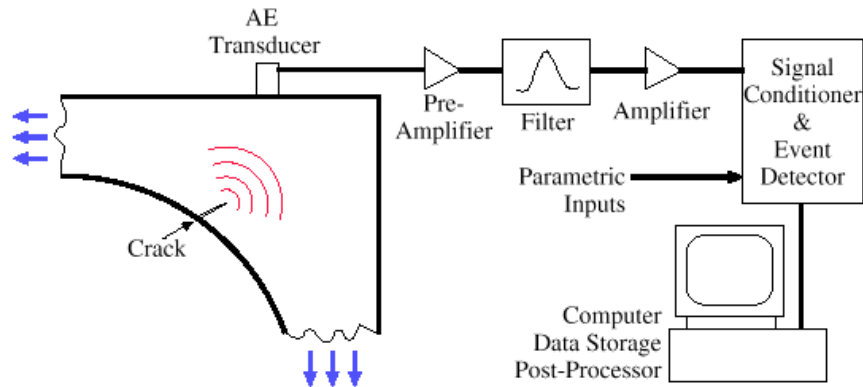 AE
Transducer
Pre-
Amplifier
Filter
Amplifier
Signal
Conditioner
&
Event
Detector
Parametric
Inputs
Crack
Computer
Data Storage
Post-Processor